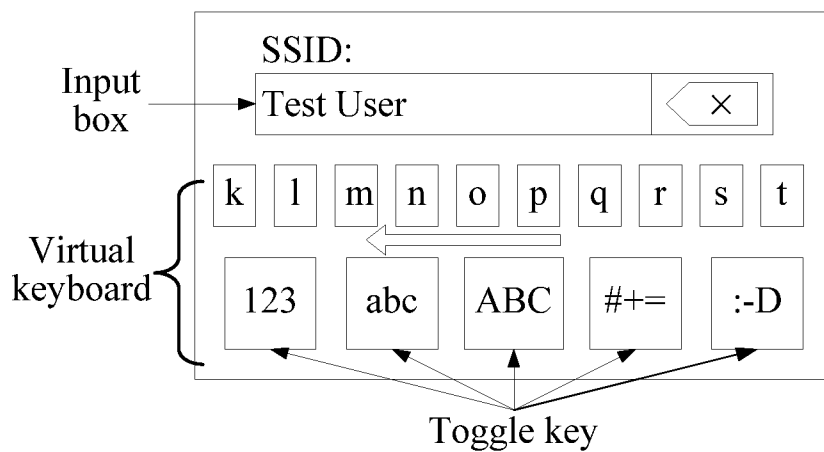 SSID:
Input
box
Test User
×
k l m n o p q r s t
Virtual
keyboard
123 abc ABC #+= :-D
Toggle key